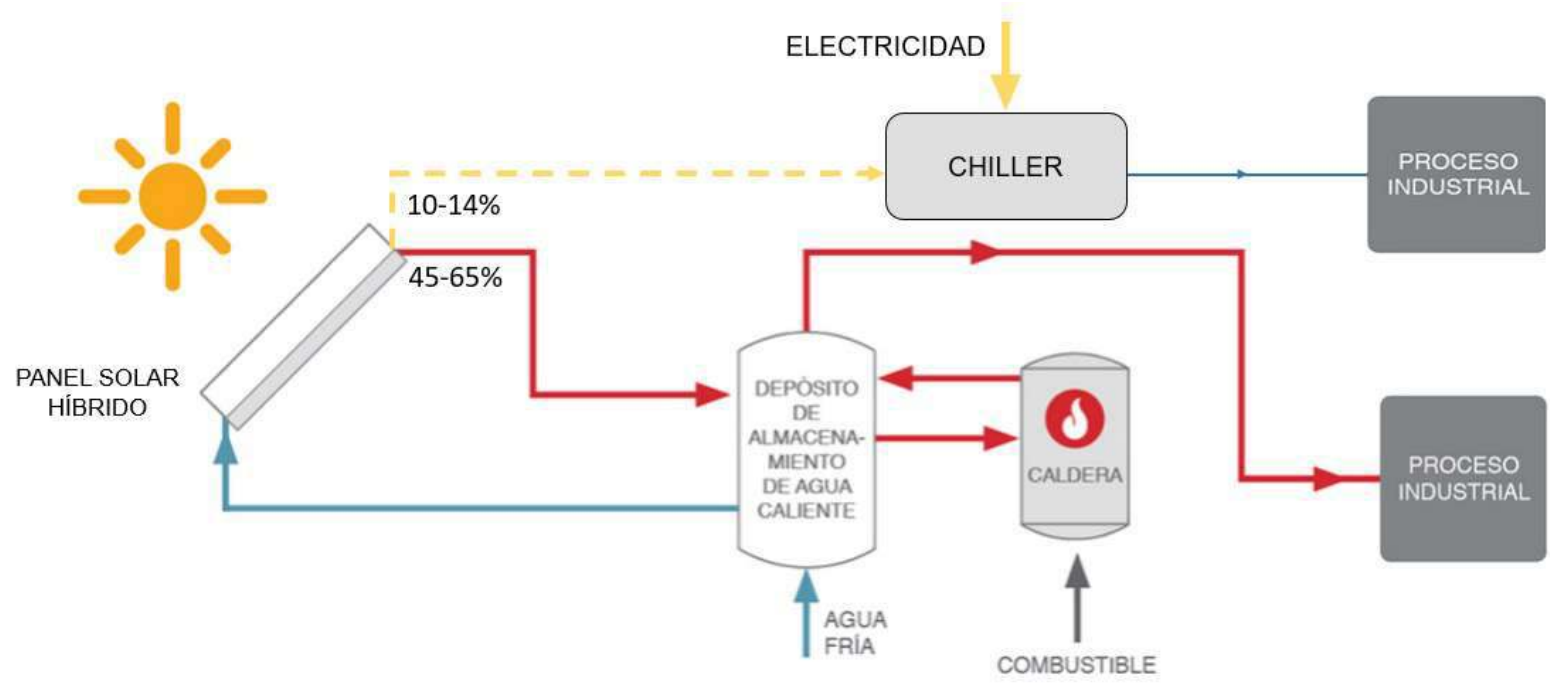 ELECTRICIDAD
CHILLER
PROCESO
INDUSTRIAL
10-14%
45-65%
PANEL SOLAR
HÍBRIDO
DEPÓSITO
DE
ALMACENA-
MIENTO
DE AGUA
CALIENTE
CALDERA
PROCESO
INDUSTRIAL
AGUA
FRÍA
COMBUSTIBLE